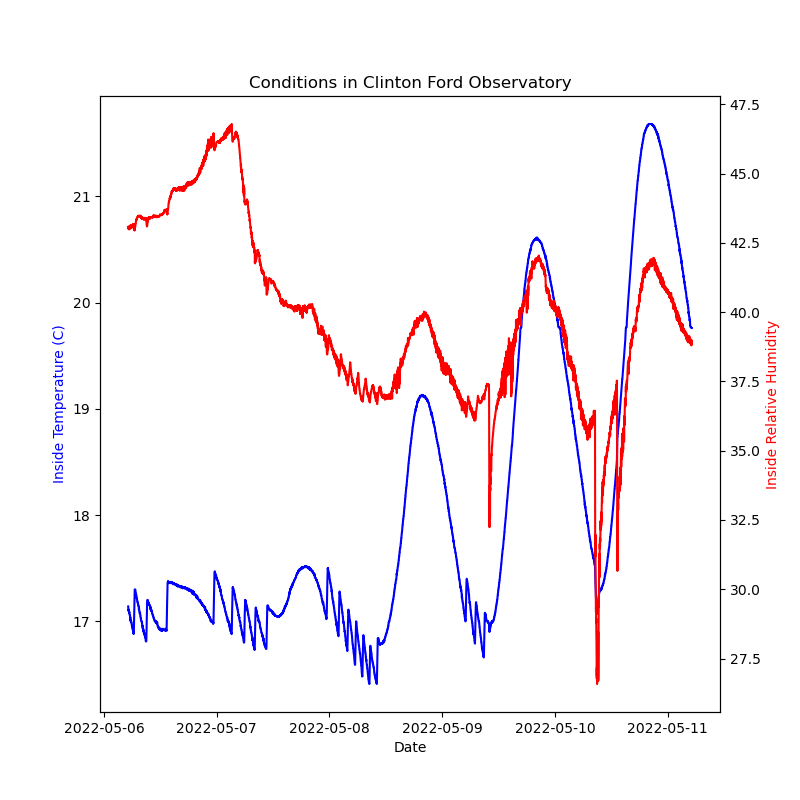 Conditions in Clinton Ford Observatory
Inside Temperature (C)
21
20
19
18
17
47.5
45.0
42.5
40.0
37.5
35.0
32.5
30.0
27.5
Inside Relative Humidity
2022-05-06 2022-05-07 2022-05-08 2022-05-09 2022-05-10 2022-05-11
Date